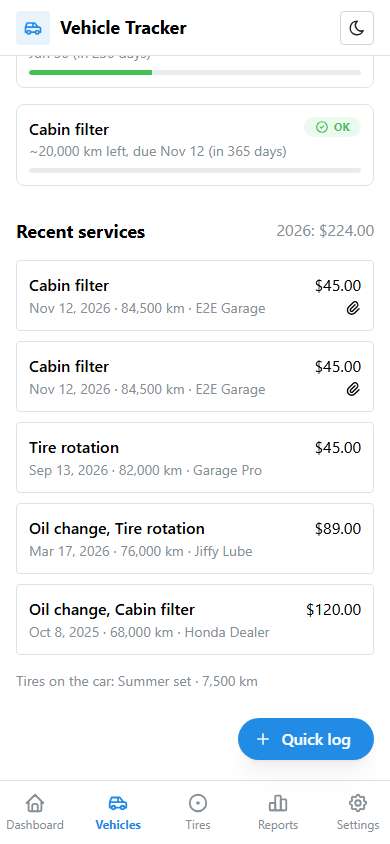 Vehicle Tracker
Jun 30 (in 230 days)
Cabin filter
OK
~20,000 km left, due Nov 12 (in 365 days)
Recent services
2026: $224.00
Cabin filter
$45.00
Nov 12, 2026 · 84,500 km · E2E Garage
Cabin filter
$45.00
Nov 12, 2026 · 84,500 km · E2E Garage
Tire rotation
$45.00
Sep 13, 2026 · 82,000 km · Garage Pro
Oil change, Tire rotation
$89.00
Mar 17, 2026 · 76,000 km · Jiffy Lube
Oil change, Cabin filter
$120.00
Oct 8, 2025 · 68,000 km · Honda Dealer
Tires on the car: Summer set · 7,500 km
+ Quick log
Dashboard
Vehicles
Tires
Reports
Settings